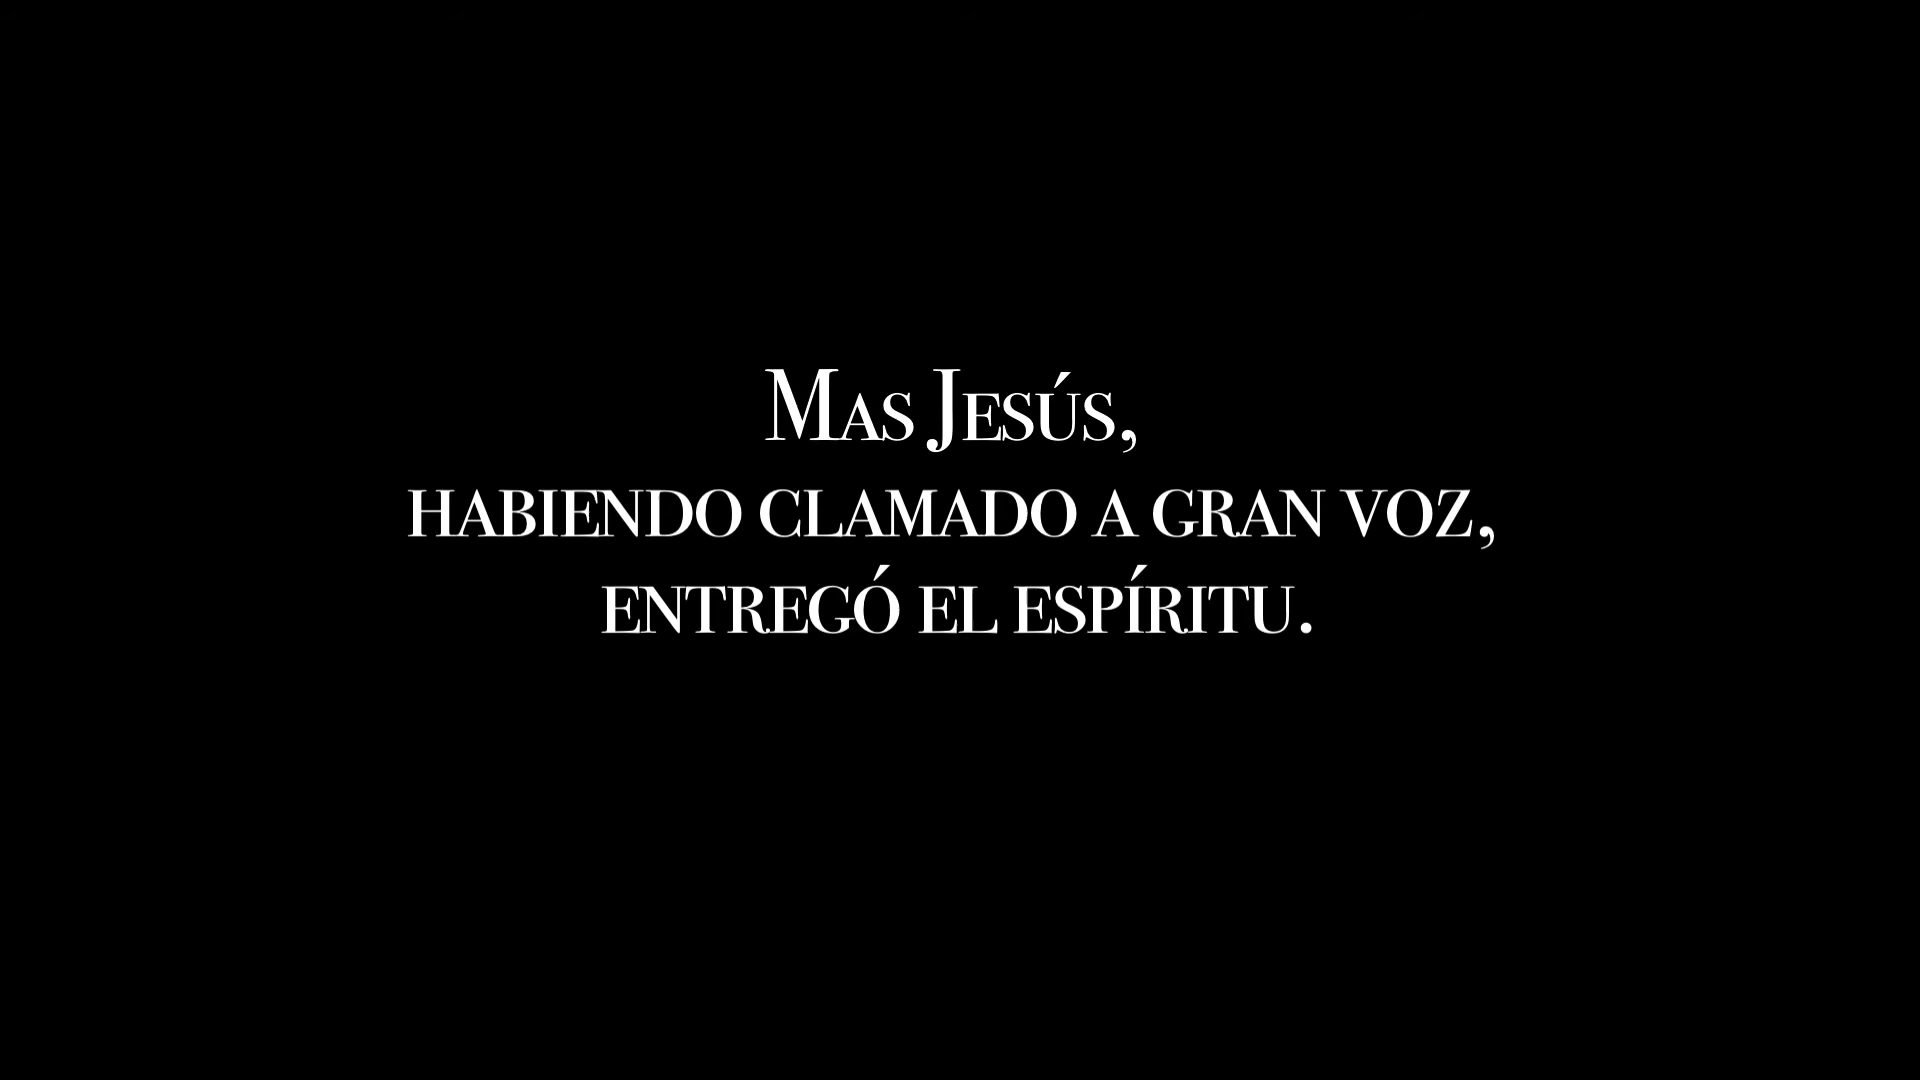 Mas Jesús,
habiendo clamado a gran voz,
entregó el espíritu.